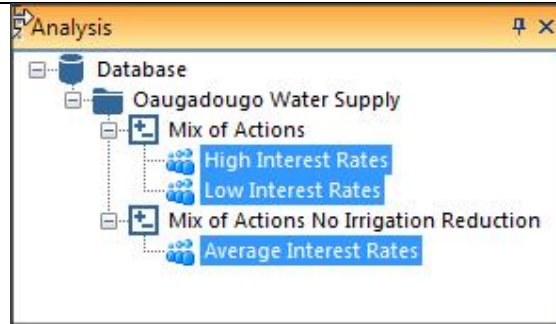 Analysis
Database
Oaugadougo Water Supply
Mix of Actions
High Interest Rates
Low Interest Rates
Mix of Actions No Irrigation Reduction
Average Interest Rates